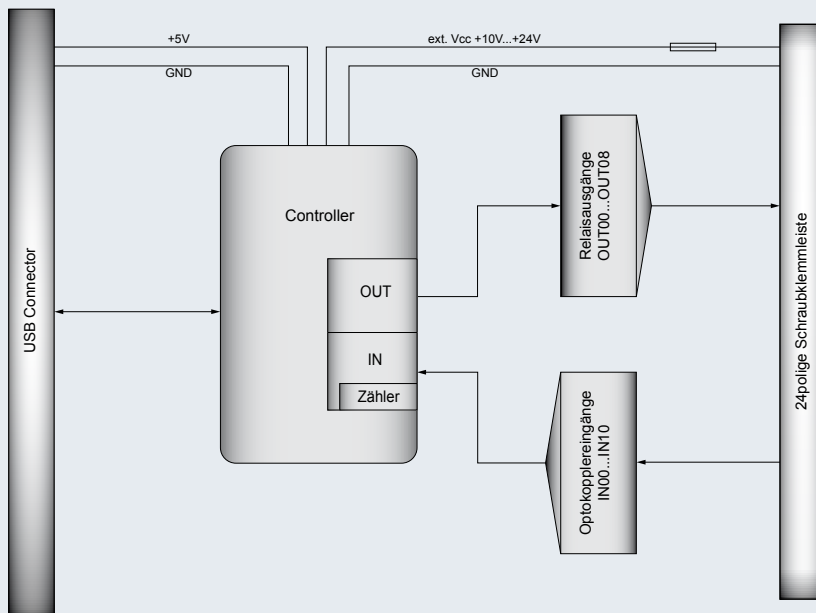 +5V
ext. Vcc +10V...+24V
GND
GND
USB Connector
Controller
OUT
IN
Zähler
Relaisausgänge
OUT00...OUT08
Optokopplereingänge
IN00...IN10
24polige Schraubklemmleiste